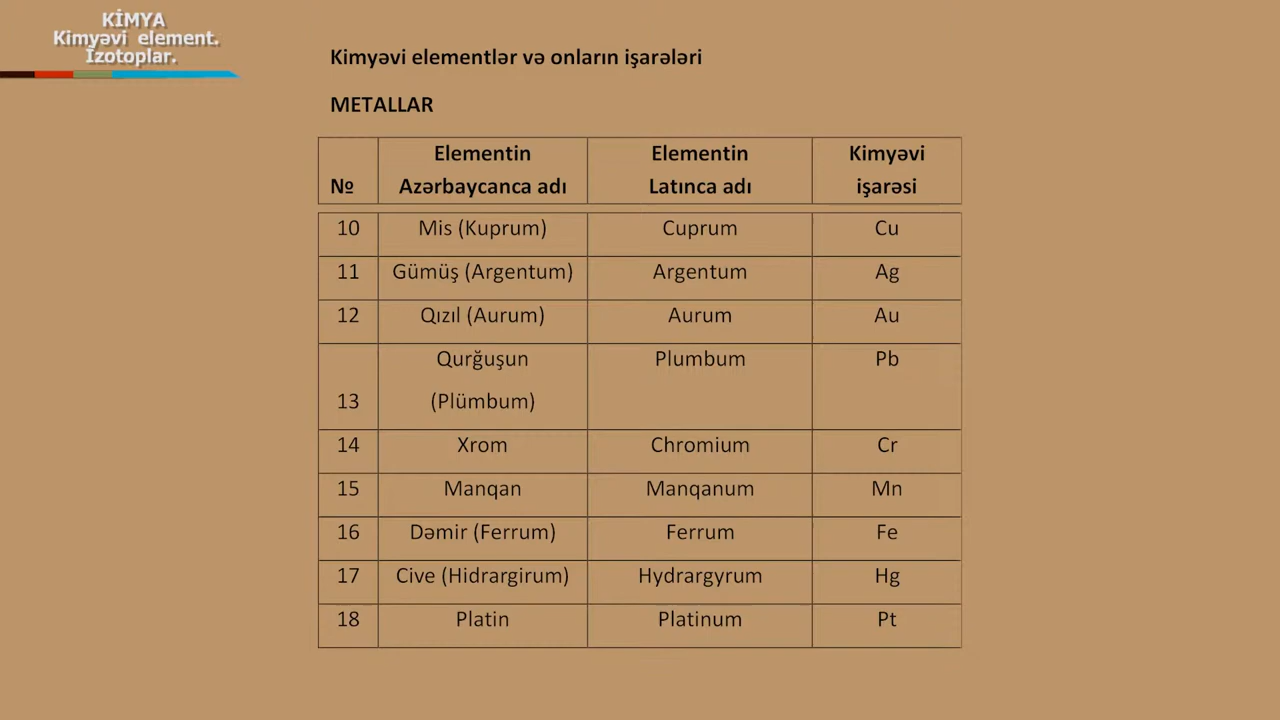 KİMYA
Kimyəvi element.
İzotoplar.
Kimyəvi elementlər və onların işarələri
METALLAR
№ Elementin Azərbaycanca adı Elementin Latınca adı Kimyəvi işarəsi
10 Mis (Kuprum) Cuprum Cu
11 Gümüş (Argentum) Argentum Ag
12 Qızıl (Aurum) Aurum Au
13 Qurğuşun (Plümbum) Plumbum Pb
14 Xrom Chromium Cr
15 Manqan Manqanum Mn
16 Dəmir (Ferrum) Ferrum Fe
17 Cive (Hidrargirum) Hydrargyrum Hg
18 Platin Platinum Pt